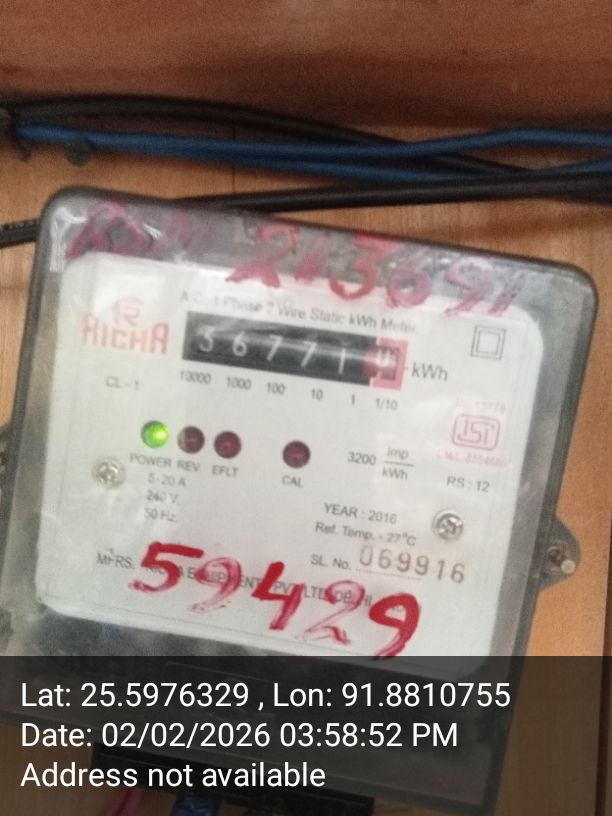 213691
A.C. 1 Phase 2 Wire Static kWh Meter.
RICHA
36771
kWh
10000 1000 100 10 1 1/10
CL - 1
POWER REV. EFLT CAL
3200 Imp/kWh
RS : 12
5-20 A
240 V.
50 Hz.
YEAR : 2016
Ref. Temp. - 27°C
SL. No. 069916
MFRS.
59429
Lat: 25.5976329 , Lon: 91.8810755
Date: 02/02/2026 03:58:52 PM
Address not available